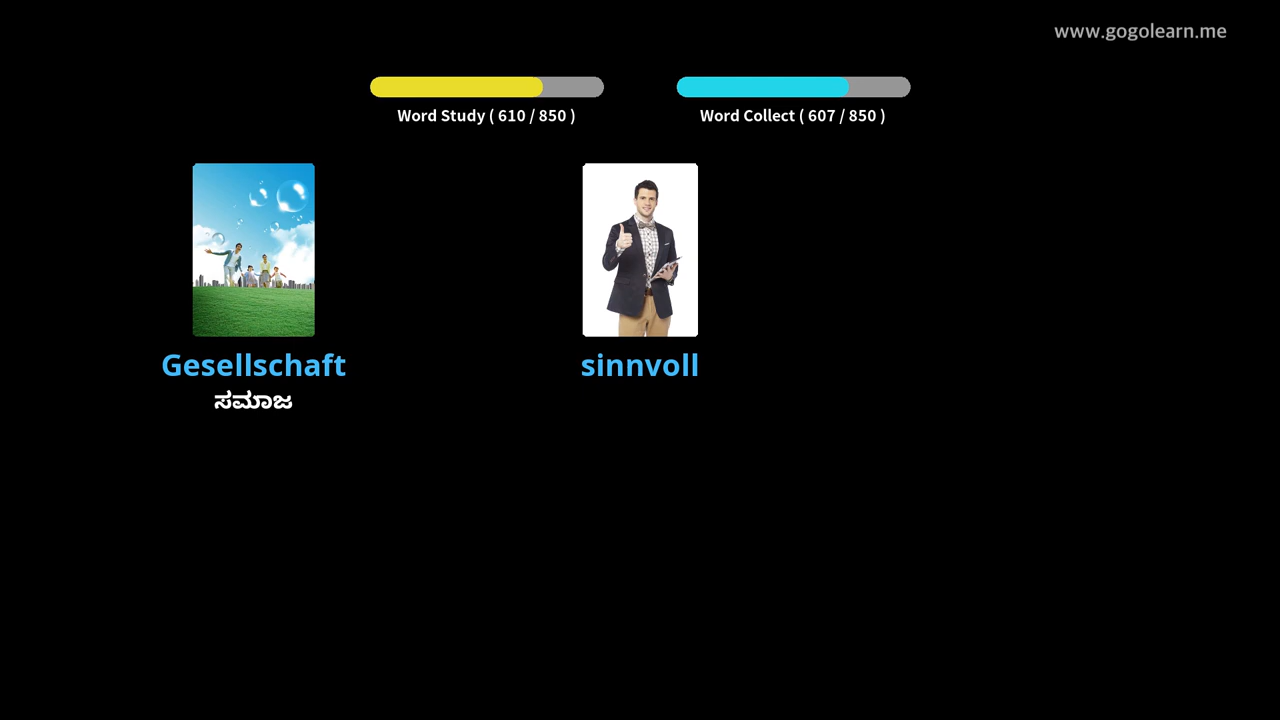 www.gogolearn.me
Word Study ( 610 / 850 )
Word Collect ( 607 / 850 )
Gesellschaft
ಸಮಾಜ
sinnvoll